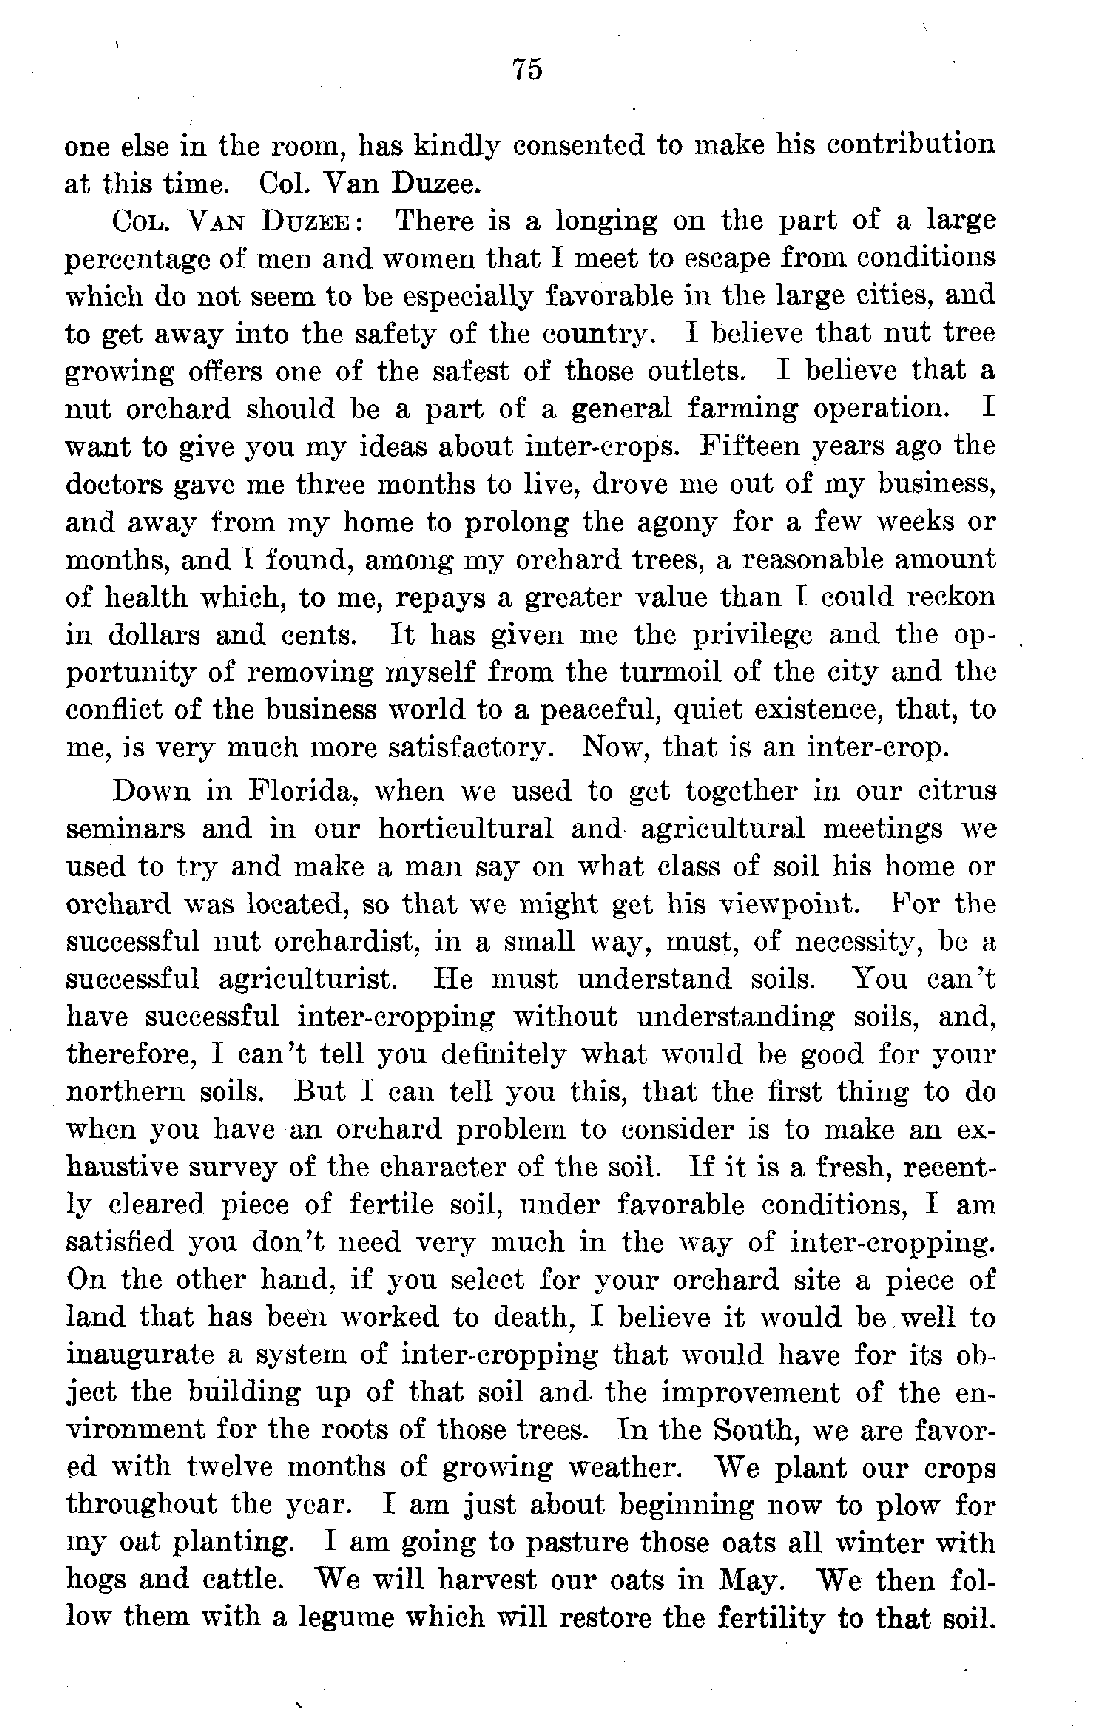 75
one else in the room, has kindly consented to make his contribution
at this time. Col. Van Duzee.
COL. VAN DUZEE: There is a longing on the part of a large
percentage of men and women that I meet to escape from conditions
which do not seem to be especially favorable in the large cities, and
to get away into the safety of the country. I believe that nut tree
growing offers one of the safest of those outlets. I believe that a
nut orchard should be a part of a general farming operation. I
want to give you my ideas about inter-crops. Fifteen years ago the
doctors gave me three months to live, drove me out of my business,
and away from my home to prolong the agony for a few weeks or
months, and I found, among my orchard trees, a reasonable amount
of health which, to me, repays a greater value than I could reckon
in dollars and cents. It has given me the privilege and the op-
portunity of removing myself from the turmoil of the city and the
conflict of the business world to a peaceful, quiet existence, that, to
me, is very much more satisfactory. Now, that is an inter-crop.
Down in Florida, when we used to get together in our citrus
seminars and in our horticultural and agricultural meetings we
used to try and make a man say on what class of soil his home or
orchard was located, so that we might get his viewpoint. For the
successful nut orchardist, in a small way, must, of necessity, be a
successful agriculturist. He must understand soils. You can't
have successful inter-cropping without understanding soils, and,
therefore, I can't tell you definitely what would be good for your
northern soils. But I can tell you this, that the first thing to do
when you have an orchard problem to consider is to make an ex-
haustive survey of the character of the soil. If it is a fresh, recent-
ly cleared piece of fertile soil, under favorable conditions, I am
satisfied you don't need very much in the way of inter-cropping.
On the other hand, if you select for your orchard site a piece of
land that has been worked to death, I believe it would be well to
inaugurate a system of inter-cropping that would have for its ob-
ject the building up of that soil and the improvement of the en-
vironment for the roots of those trees. In the South, we are favor-
ed with twelve months of growing weather. We plant our crops
throughout the year. I am just about beginning now to plow for
my oat planting. I am going to pasture those oats all winter with
hogs and cattle. We will harvest our oats in May. We then fol-
low them with a legume which will restore the fertility to that soil.